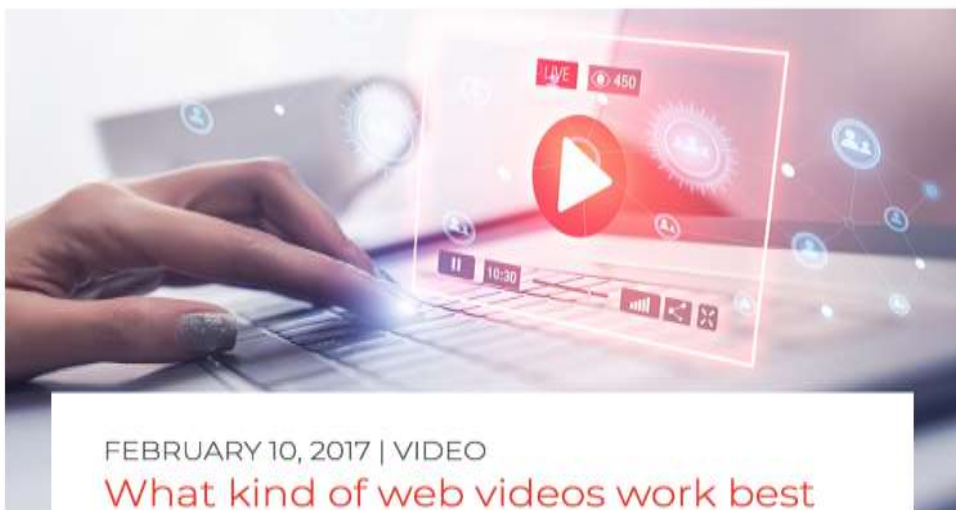 LIVE 450
10:30
FEBRUARY 10, 2017 | VIDEO
What kind of web videos work best